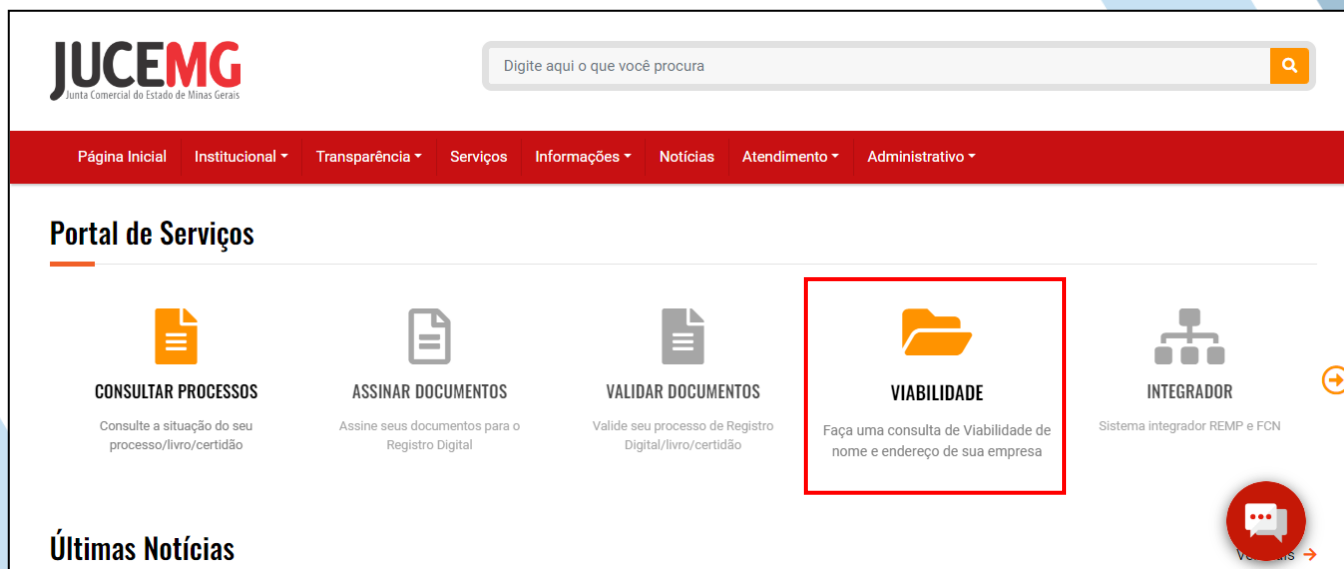 JUCEMG
Junta Comercial do Estado de Minas Gerais
Digite aqui o que você procura
Página Inicial Institucional Transparência Serviços Informações Notícias Atendimento Administrativo
Portal de Serviços
CONSULTAR PROCESSOS
Consulte a situação do seu
processo/livro/certidão
ASSINAR DOCUMENTOS
Assine seus documentos para o
Registro Digital
VALIDAR DOCUMENTOS
Valide seu processo de Registro
Digital/livro/certidão
VIABILIDADE
Faça uma consulta de Viabilidade de
nome e endereço de sua empresa
INTEGRADOR
Sistema integrador REMP e FCN
Últimas Notícias